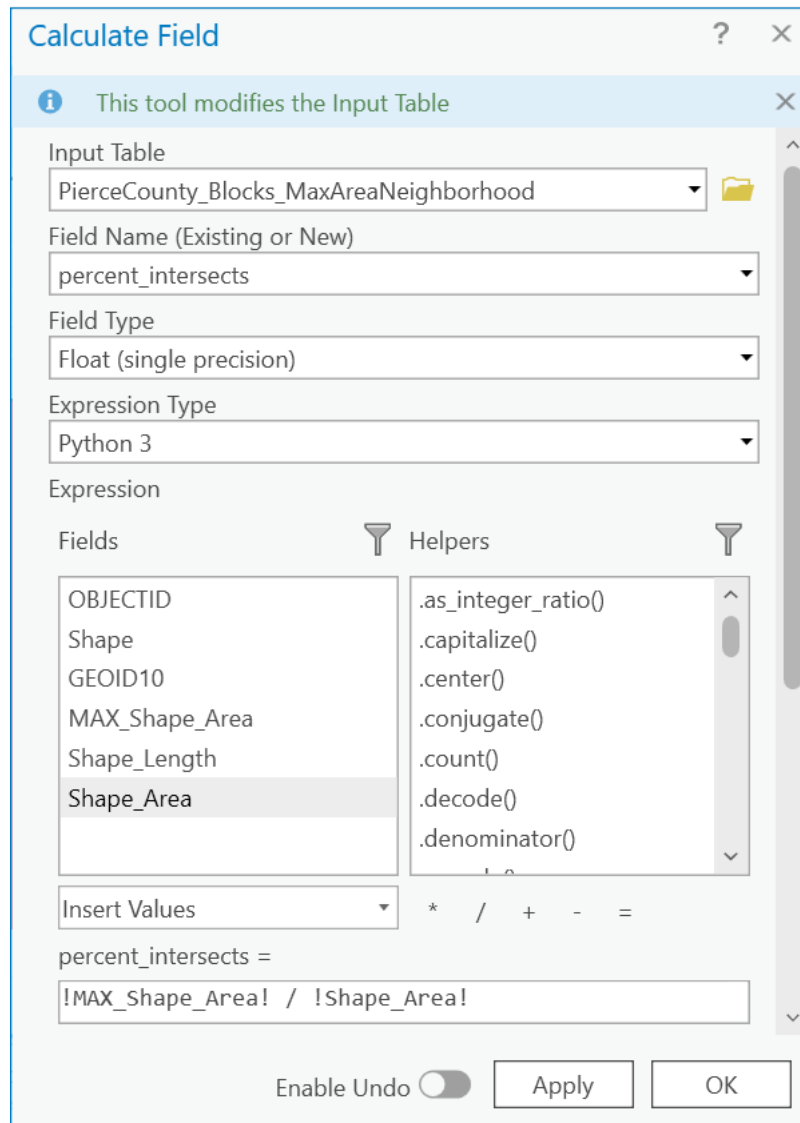 Calculate Field
?
This tool modifies the Input Table
Input Table
PierceCounty_Blocks_MaxAreaNeighborhood
Field Name (Existing or New)
percent_intersects
Field Type
Float (single precision)
Expression Type
Python 3
Expression
Fields
Helpers
OBJECTID
Shape
GEOID10
MAX_Shape_Area
Shape_Length
Shape_Area
.as_integer_ratio()
.capitalize()
.center()
.conjugate()
.count()
.decode()
.denominator()
Insert Values
* / + - =
percent_intersects =
!MAX_Shape_Area! / !Shape_Area!
Enable Undo
Apply
OK